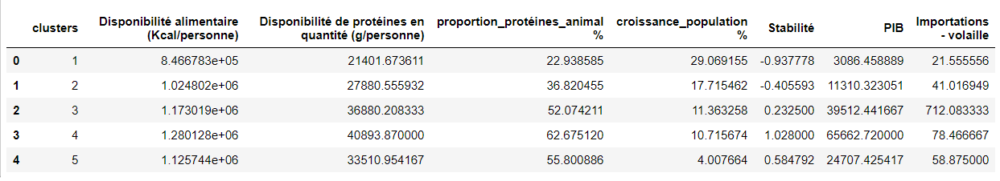 clusters Disponibilité alimentaire (Kcal/personne) Disponibilité de protéines en quantité (g/personne) proportion_protéines_animal % croissance_population % Stabilité PIB Importations - volaille
0 1 8.466783e+05 21401.673611 22.938585 29.069155 -0.937778 3086.458889 21.555556
1 2 1.024802e+06 27880.555932 36.820455 17.715462 -0.405593 11310.323051 41.016949
2 3 1.173019e+06 36880.208333 52.074211 11.363258 0.232500 39512.441667 712.083333
3 4 1.280128e+06 40893.870000 62.675120 10.715674 1.028000 65662.720000 78.466667
4 5 1.125744e+06 33510.954167 55.800886 4.007664 0.584792 24707.425417 58.875000